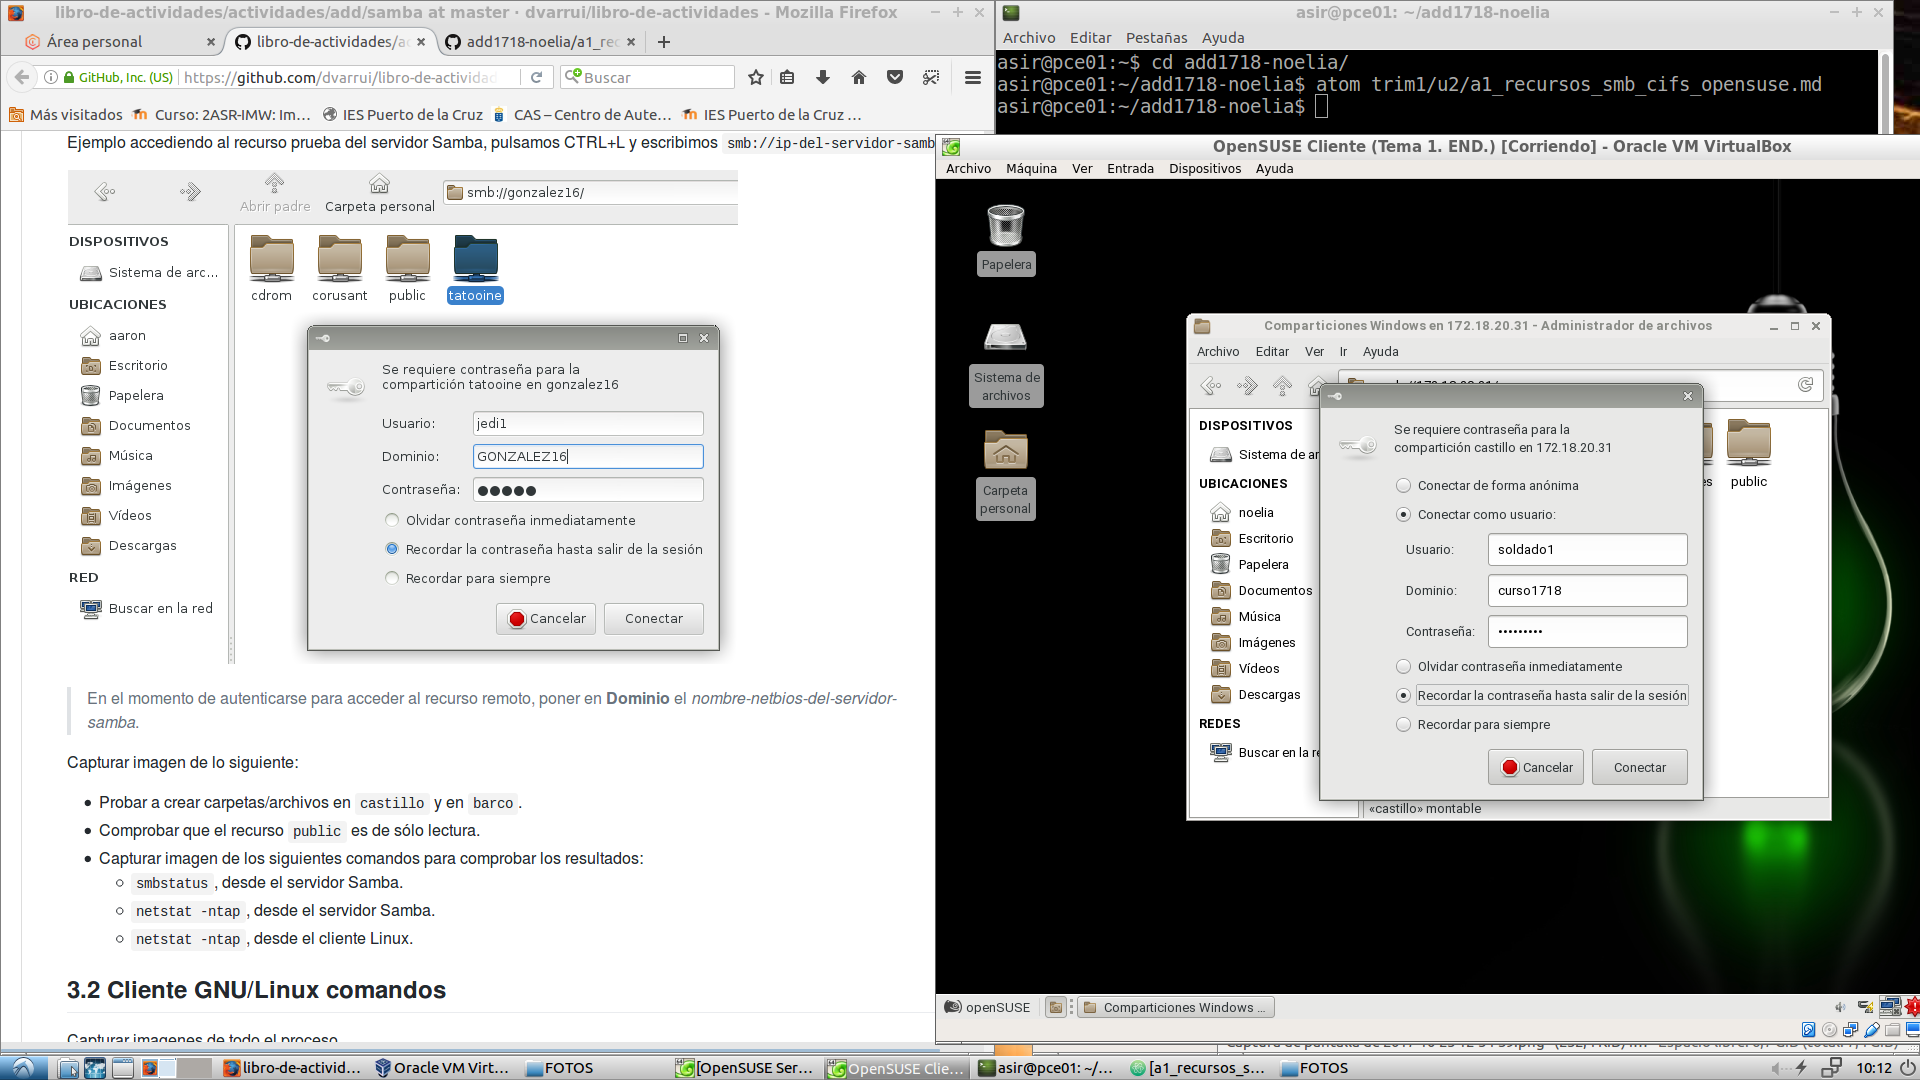 libro-de-actividades/actividades/add/samba at master · dvarrui/libro-de-actividades - Mozilla Firefox
Área personal
libro-de-actividades/ac
add1718-noelia/a1_rec
GitHub, Inc. (US)
https://github.com/dvarrui/libro-de-actividad
Buscar
Más visitados
Curso: 2ASR-IMW: Im...
IES Puerto de la Cruz
CAS – Centro de Aute...
IES Puerto de la Cruz ...
Ejemplo accediendo al recurso prueba del servidor Samba, pulsamos CTRL+L y escribimos smb://ip-del-servidor-samb
Abrir padre
Carpeta personal
smb://gonzalez16/
DISPOSITIVOS
Sistema de arc...
UBICACIONES
aaron
Escritorio
Papelera
Documentos
Música
Imágenes
Vídeos
Descargas
RED
Buscar en la red
cdrom
corusant
public
tatooine
Se requiere contraseña para la
compartición tatooine en gonzalez16
Usuario: jedi1
Dominio: GONZALEZ16
Contraseña: ●●●●●
Olvidar contraseña inmediatamente
Recordar la contraseña hasta salir de la sesión
Recordar para siempre
Cancelar
Conectar
En el momento de autenticarse para acceder al recurso remoto, poner en Dominio el nombre-netbios-del-servidor-
samba.
Capturar imagen de lo siguiente:
Probar a crear carpetas/archivos en castillo y en barco.
Comprobar que el recurso public es de sólo lectura.
Capturar imagen de los siguientes comandos para comprobar los resultados:
smbstatus, desde el servidor Samba.
netstat -ntap, desde el servidor Samba.
netstat -ntap, desde el cliente Linux.
3.2 Cliente GNU/Linux comandos
Capturar imagenes de todo el proceso.
asir@pce01: ~/add1718-noelia
Archivo Editar Pestañas Ayuda
asir@pce01:~$ cd add1718-noelia/
asir@pce01:~/add1718-noelia$ atom trim1/u2/a1_recursos_smb_cifs_opensuse.md
asir@pce01:~/add1718-noelia$
OpenSUSE Cliente (Tema 1. END.) [Corriendo] - Oracle VM VirtualBox
Archivo Máquina Ver Entrada Dispositivos Ayuda
Papelera
Sistema de
archivos
Carpeta
personal
Comparticiones Windows en 172.18.20.31 - Administrador de archivos
Archivo Editar Ver Ir Ayuda
DISPOSITIVOS
Sistema de ar
UBICACIONES
noelia
Escritorio
Papelera
Documentos
Música
Imágenes
Vídeos
Descargas
REDES
Buscar en la re
es
public
«castillo» montable
Se requiere contraseña para la
compartición castillo en 172.18.20.31
Conectar de forma anónima
Conectar como usuario:
Usuario: soldado1
Dominio: curso1718
Contraseña: •••••••••
Olvidar contraseña inmediatamente
Recordar la contraseña hasta salir de la sesión
Recordar para siempre
Cancelar
Conectar
openSUSE
Comparticiones Windows ...
libro-de-activid...
Oracle VM Virt...
FOTOS
[OpenSUSE Ser...
OpenSUSE Clie...
asir@pce01: ~/...
[a1_recursos_s...
FOTOS
10:12